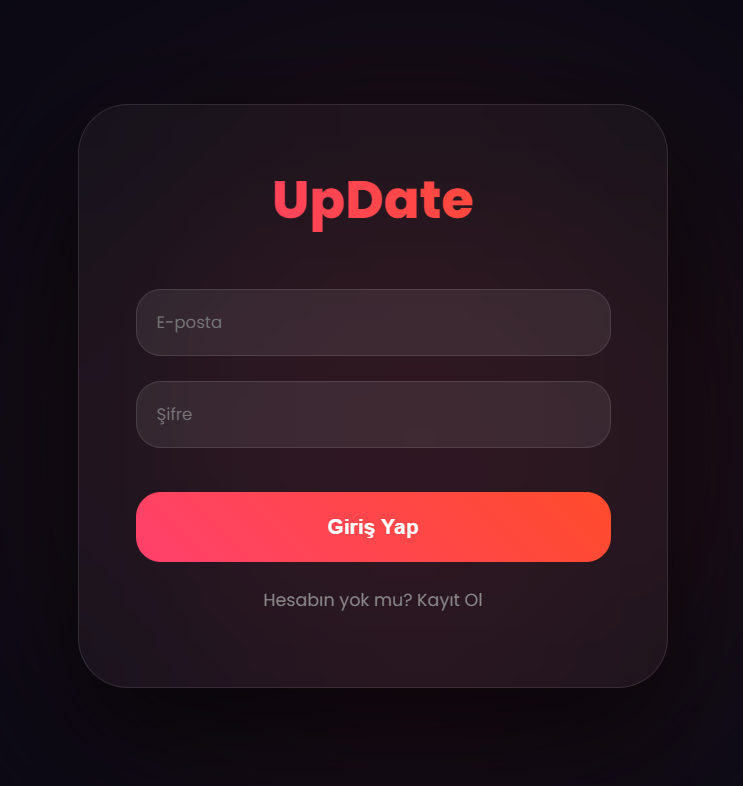 UpDate
E-posta
Şifre
Giriş Yap
Hesabın yok mu? Kayıt Ol